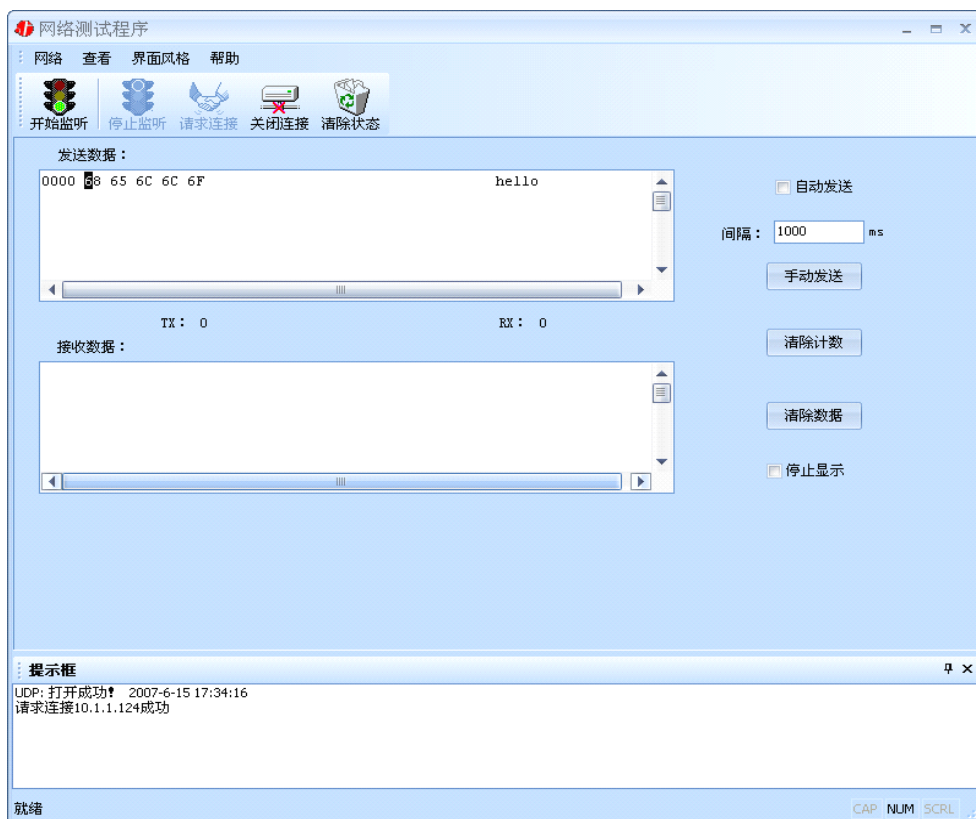 网络测试程序
网络 查看 界面风格 帮助
开始监听 停止监听 请求连接 关闭连接 清除状态
发送数据：
0000 68 65 6C 6C 6F hello
自动发送
间隔： 1000 ms
手动发送
TX： 0 RX： 0
清除计数
接收数据：
清除数据
停止显示
提示框
UDP: 打开成功！ 2007-6-15 17:34:16
请求连接10.1.1.124成功
就绪 CAP NUM SCRL